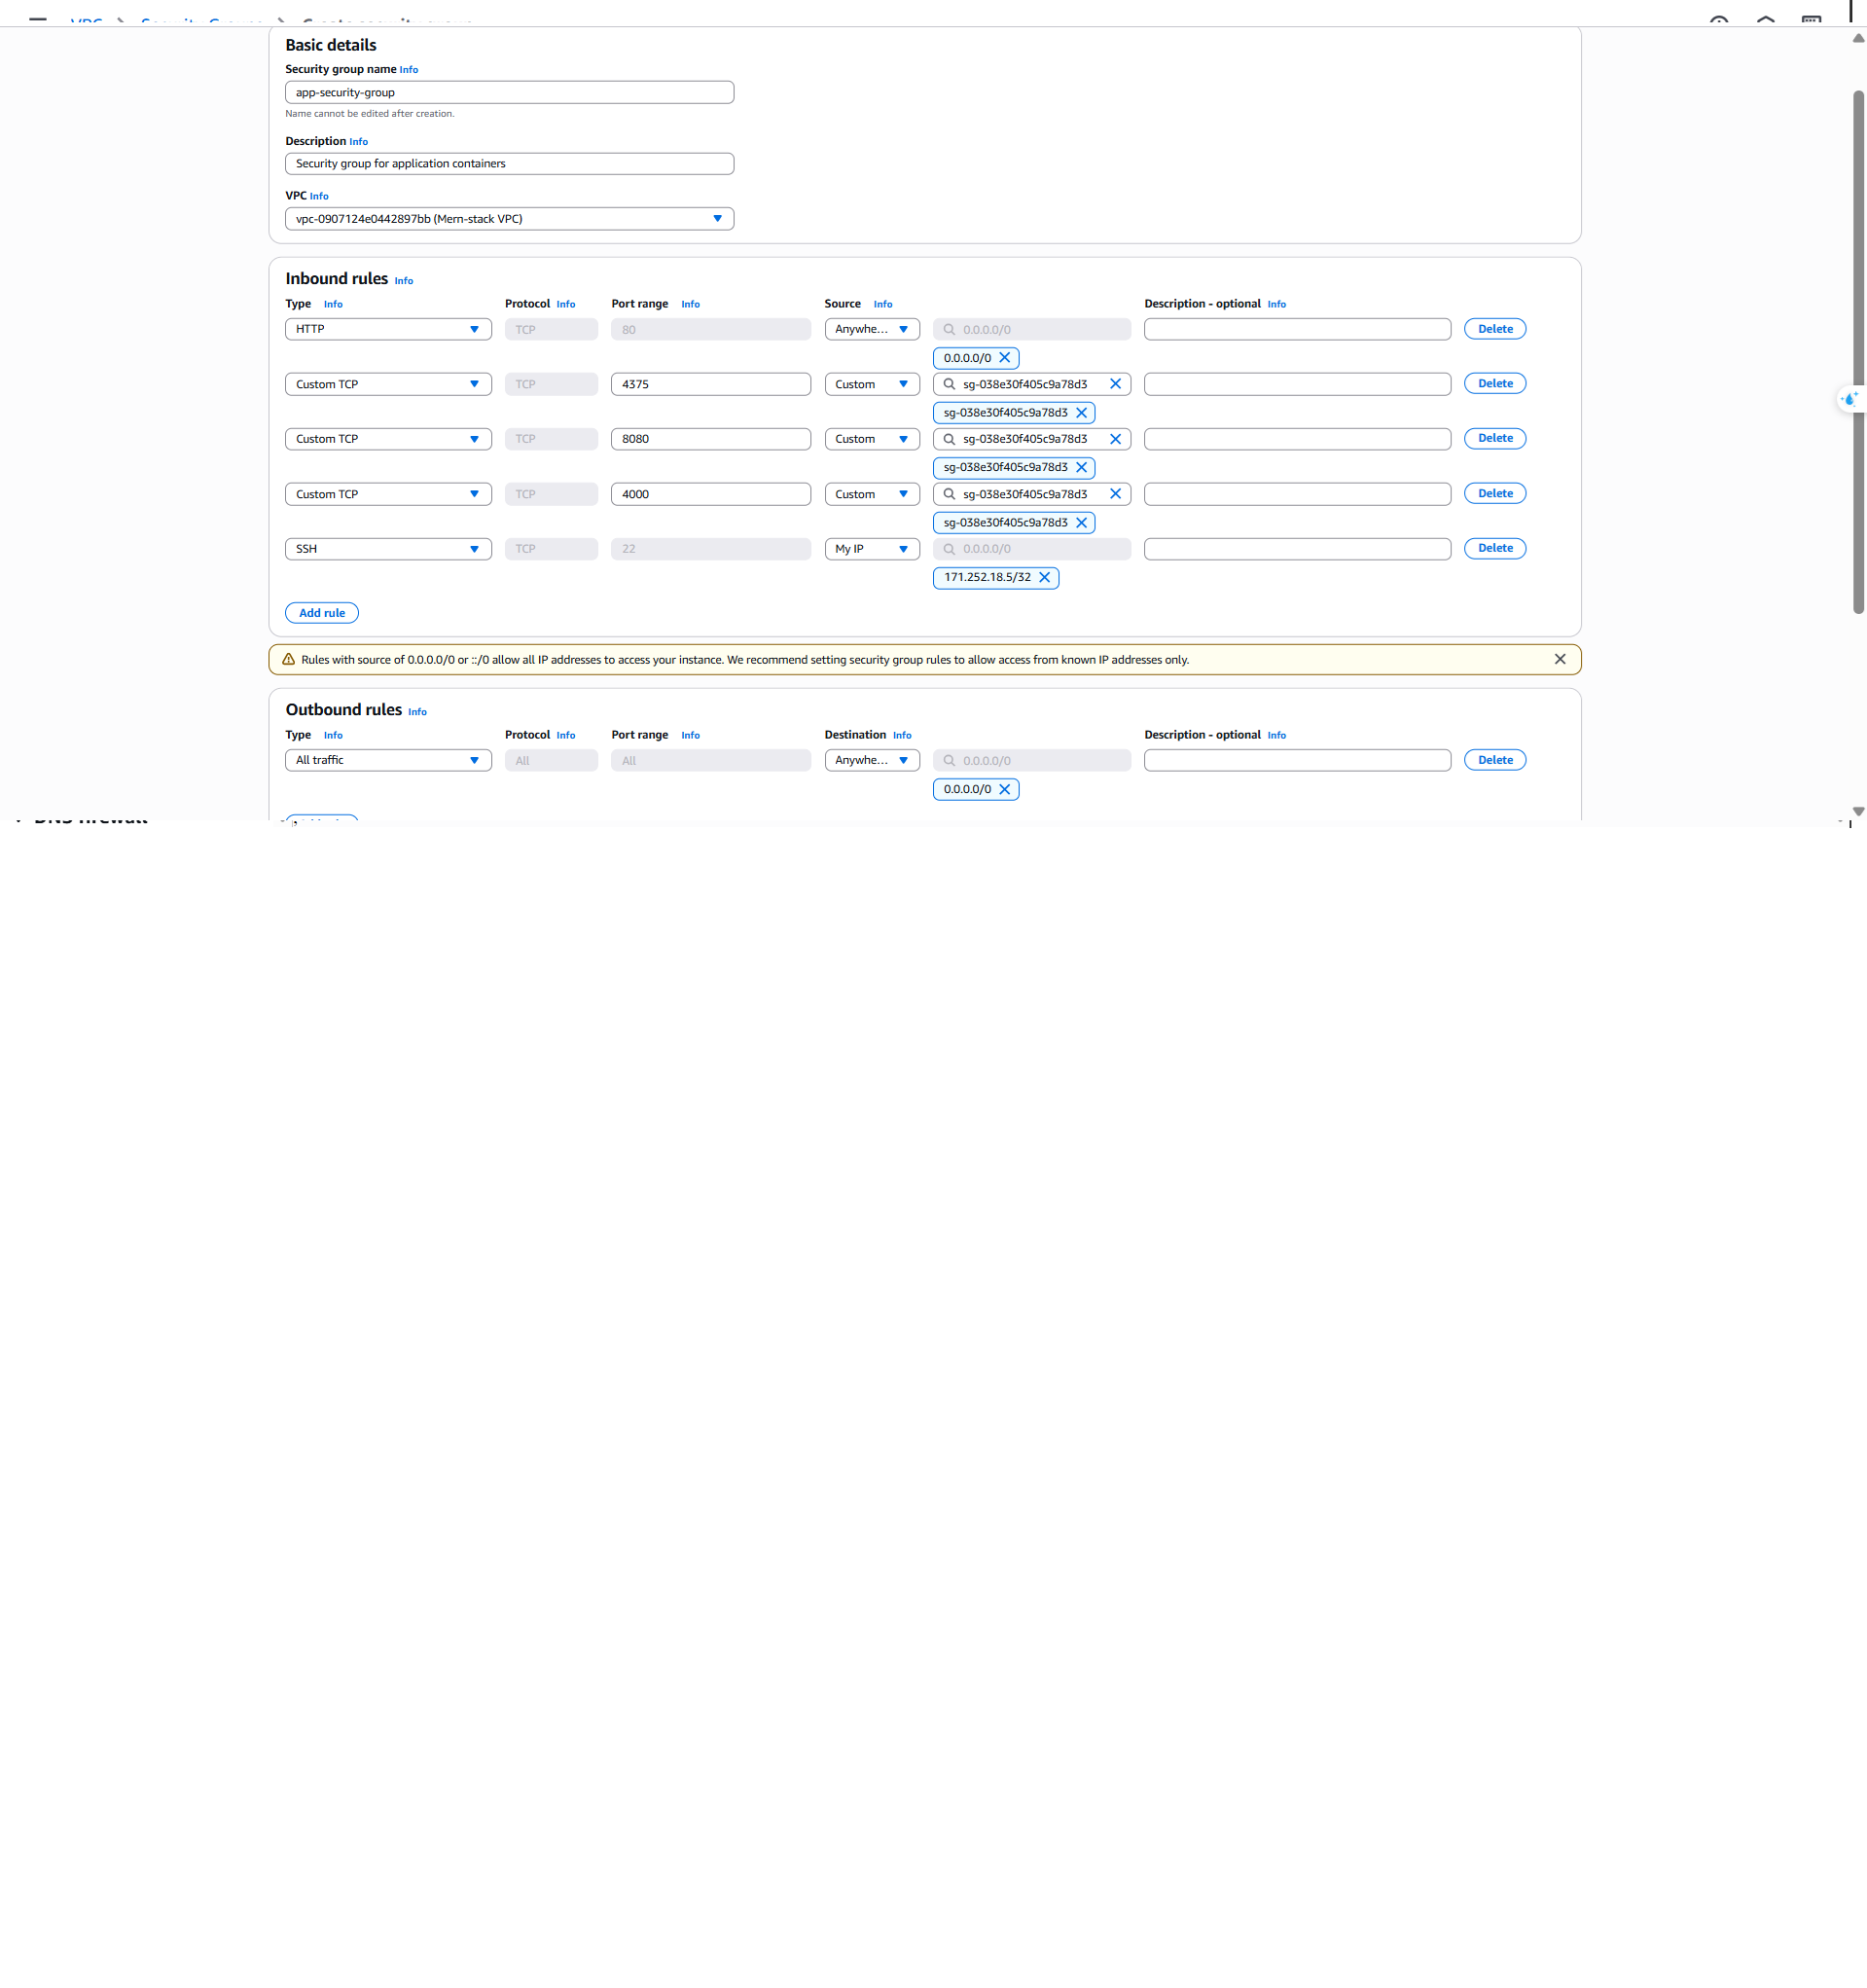 VPC > Security Groups > Create security group
Basic details
Security group name Info
app-security-group
Name cannot be edited after creation.
Description Info
Security group for application containers
VPC Info
vpc-0907124e0442897bb (Mern-stack VPC)
Inbound rules Info
Type Info Protocol Info Port range Info Source Info Description - optional Info
HTTP TCP 80 Anywhe... 0.0.0.0/0 Delete
0.0.0.0/0
Custom TCP TCP 4375 Custom sg-038e30f405c9a78d3 Delete
sg-038e30f405c9a78d3
Custom TCP TCP 8080 Custom sg-038e30f405c9a78d3 Delete
sg-038e30f405c9a78d3
Custom TCP TCP 4000 Custom sg-038e30f405c9a78d3 Delete
sg-038e30f405c9a78d3
SSH TCP 22 My IP 0.0.0.0/0 Delete
171.252.18.5/32
Add rule
Rules with source of 0.0.0.0/0 or ::/0 allow all IP addresses to access your instance. We recommend setting security group rules to allow access from known IP addresses only.
Outbound rules Info
Type Info Protocol Info Port range Info Destination Info Description - optional Info
All traffic All All Anywhe... 0.0.0.0/0 Delete
0.0.0.0/0
DNS firewall